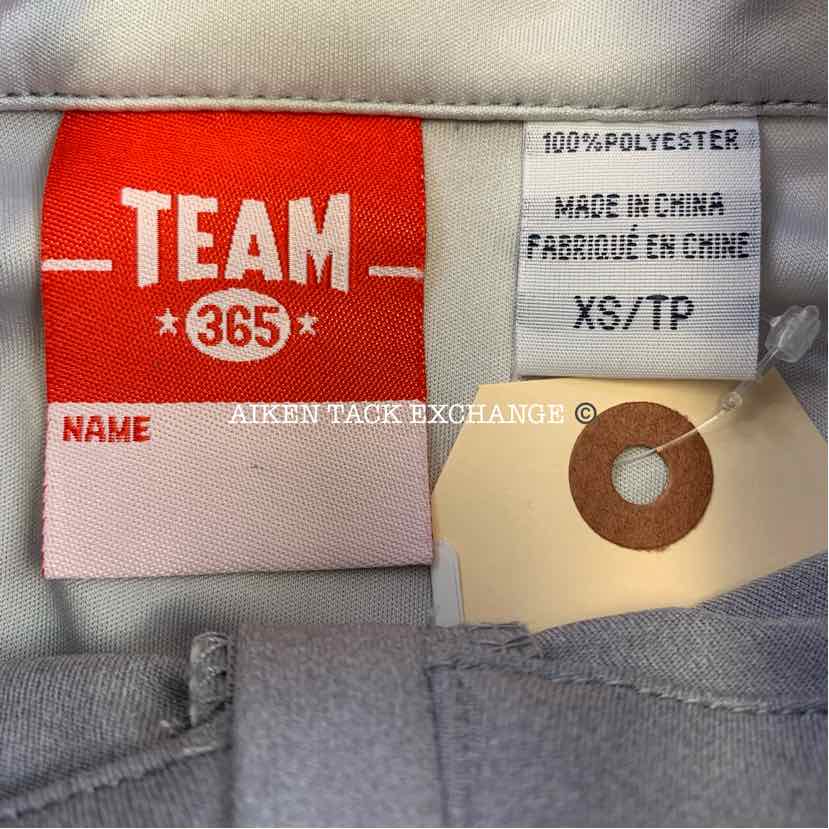 TEAM
365
NAME
100%POLYESTER
MADE IN CHINA
FABRIQUÉ EN CHINE
XS/TP
AIKEN TACK EXCHANGE ©